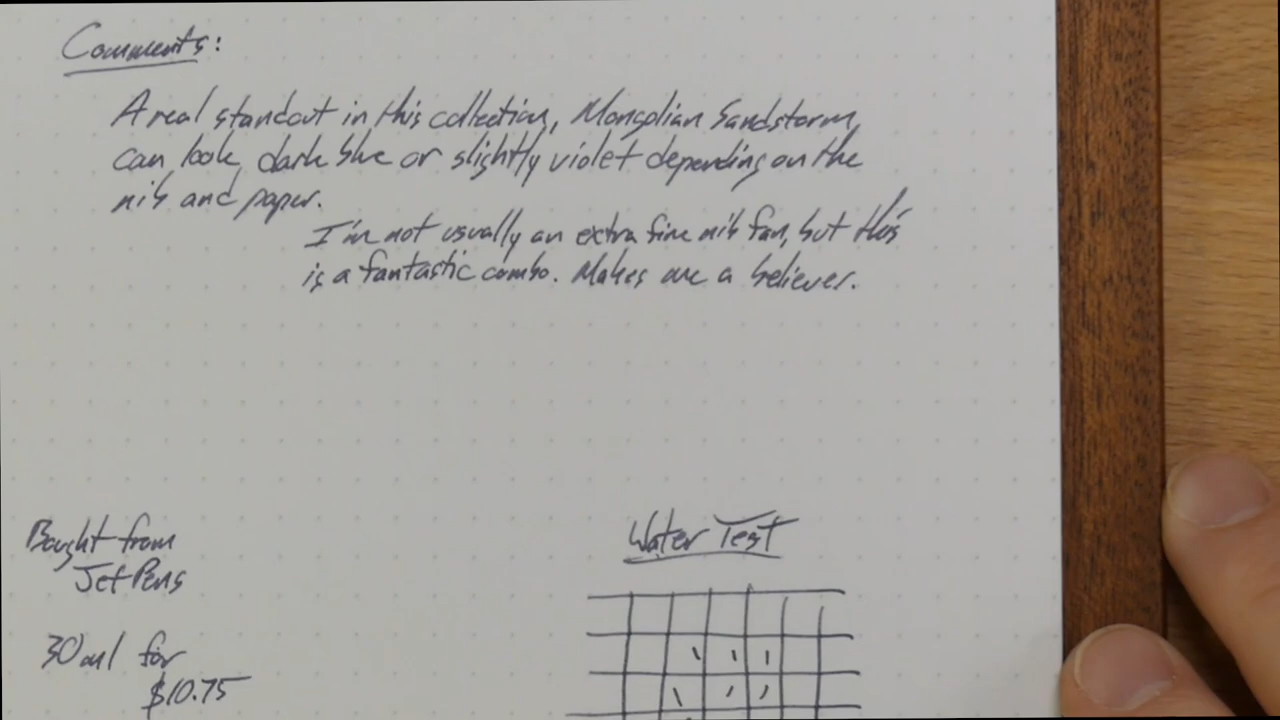 Comments:
A real standout in this collection, Mongolian Sandstorm
can look dark blue or slightly violet depending on the
nib and paper.
I'm not usually an extra fine nib fan, but this
is a fantastic combo. Makes me a believer.
Bought from
JetPens
30ml for
$10.75
Water Test